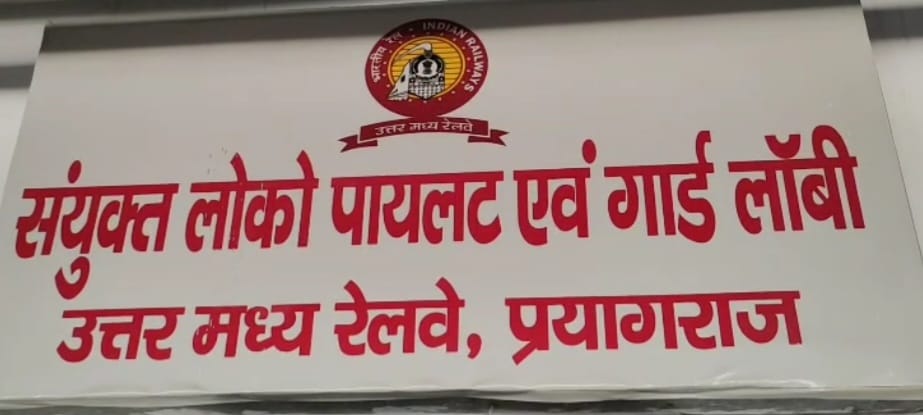 भारतीय रेल • INDIAN RAILWAYS
उत्तर मध्य रेलवे
संयुक्त लोको पायलट एवं गार्ड लॉबी
उत्तर मध्य रेलवे, प्रयागराज